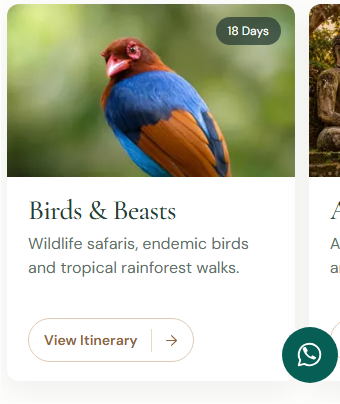 18 Days
Birds & Beasts
Wildlife safaris, endemic birds
and tropical rainforest walks.
View Itinerary →